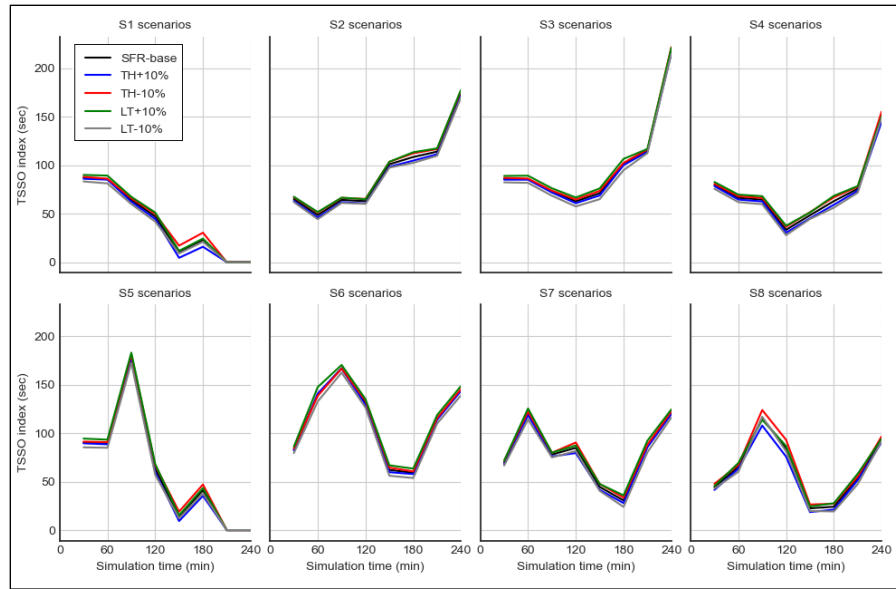 S1 scenarios
S2 scenarios
S3 scenarios
S4 scenarios
TSSO index (sec)
200
150
100
50
0
SFR-base
TH+10%
TH-10%
LT+10%
LT-10%
S5 scenarios
S6 scenarios
S7 scenarios
S8 scenarios
TSSO index (sec)
200
150
100
50
0
0 60 120 180 240
0 60 120 180 240
0 60 120 180 240
0 60 120 180 240
Simulation time (min)
Simulation time (min)
Simulation time (min)
Simulation time (min)